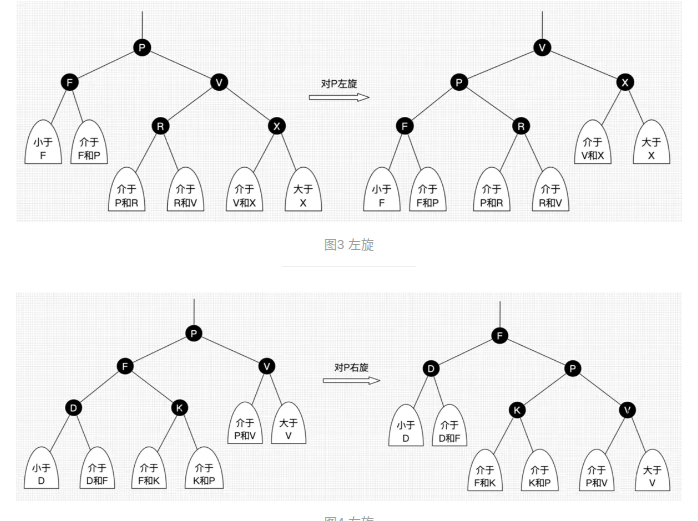 P
F
V
R
X
小于
F
介于
F和P
介于
P和R
介于
R和V
介于
V和X
大于
X
对P左旋
V
P
X
F
R
介于
V和X
大于
X
小于
F
介于
F和P
介于
P和R
介于
R和V
图3 左旋
P
F
V
D
K
介于
P和V
大于
V
小于
D
介于
D和F
介于
F和K
介于
K和P
对P右旋
F
D
P
K
V
小于
D
介于
D和F
介于
F和K
介于
K和P
介于
P和V
大于
V